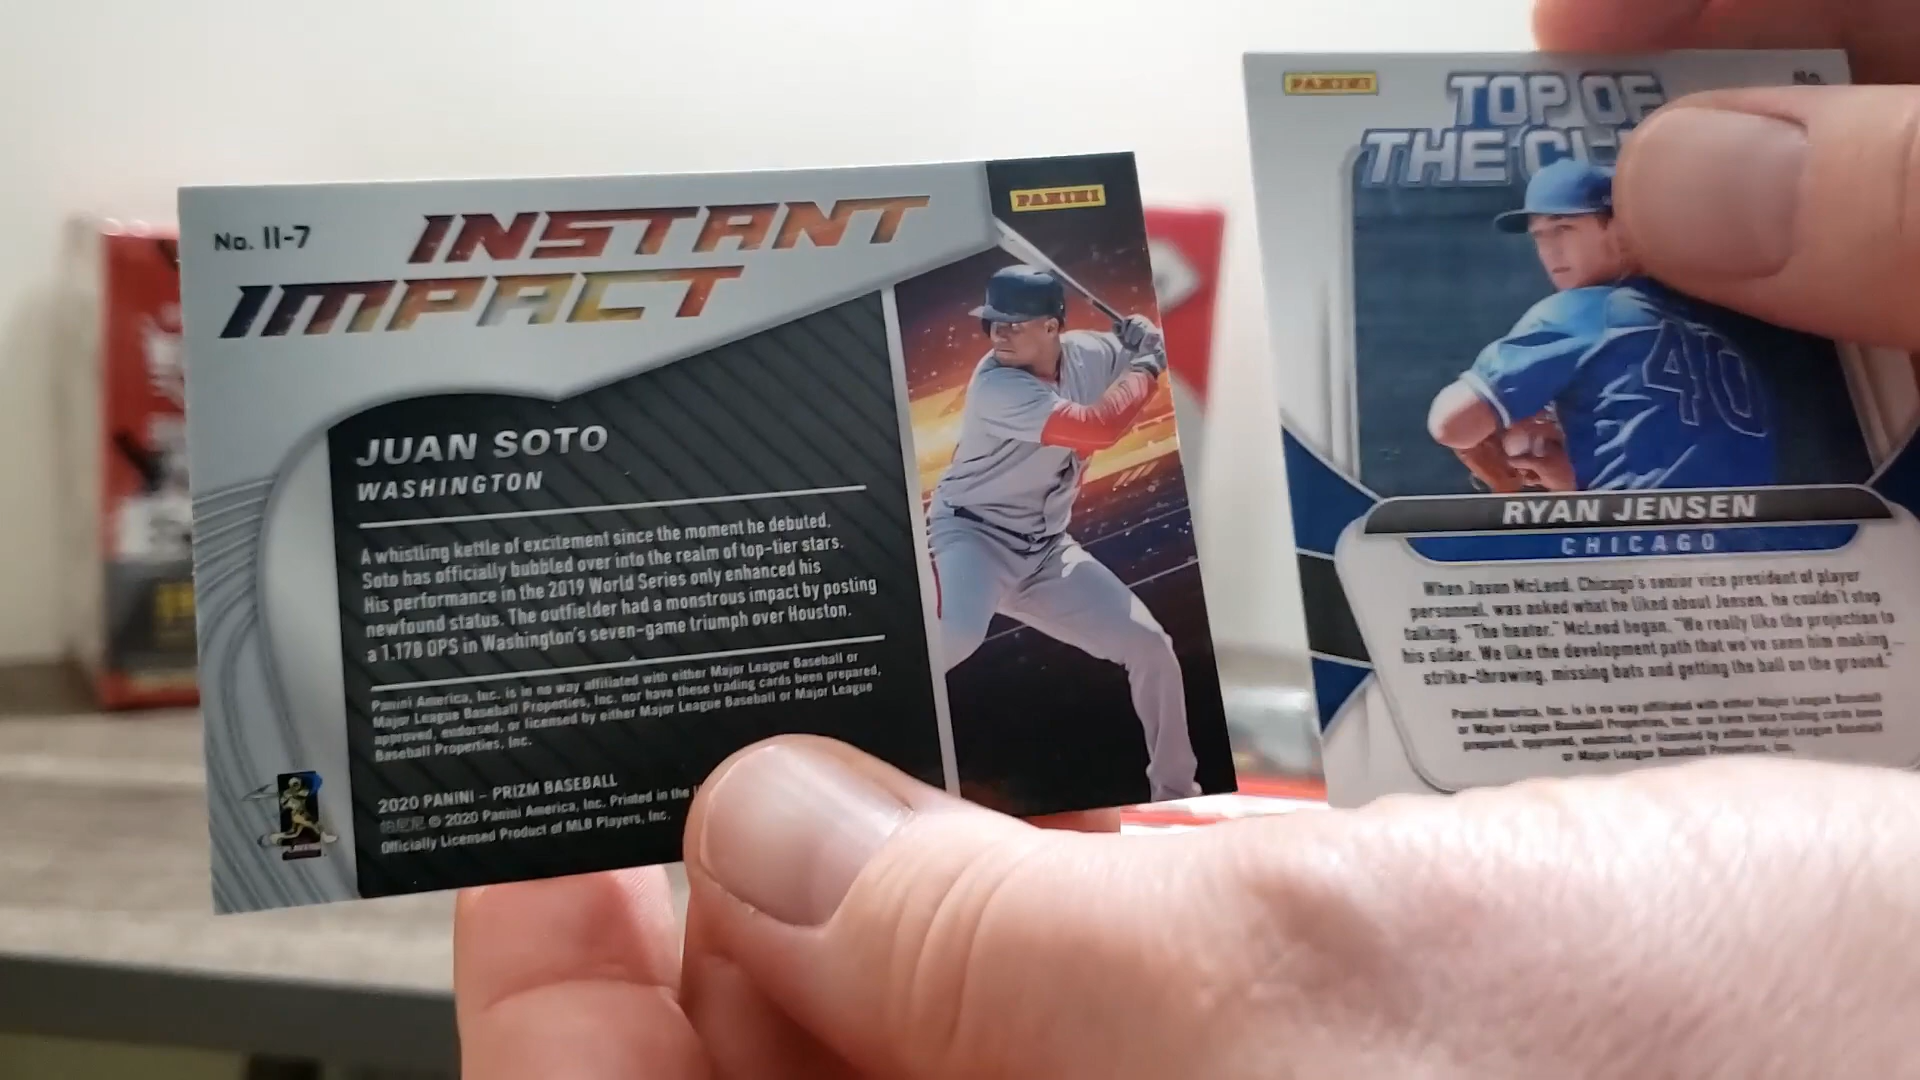 No. II-7
INSTANT
IMPACT
PANINI
JUAN SOTO
WASHINGTON
A whistling kettle of excitement since the moment he debuted,
Soto has officially bubbled over into the realm of top-tier stars.
His performance in the 2019 World Series only enhanced his
newfound status. The outfielder had a monstrous impact by posting
a 1.178 OPS in Washington's seven-game triumph over Houston.
Panini America, Inc. is in no way affiliated with either Major League Baseball or
Major League Baseball Properties, Inc. nor have these trading cards been prepared,
approved, endorsed, or licensed by either Major League Baseball or Major League
Baseball Properties, Inc.
2020 PANINI - PRIZM BASEBALL
帕尼尼 © 2020 Panini America, Inc. Printed in the
Officially Licensed Product of MLB Players, Inc.
PLAYERS
PANINI
No.
TOP OF
THE
40
RYAN JENSEN
CHICAGO
When Jason McLeod, Chicago's senior vice president of player
personnel, was asked what he liked about Jensen, he couldn't stop
talking. "The heater," McLeod began. "We really like the projection to
his slider. We like the development path that we've seen him making—
strike-throwing, missing bats and getting the ball on the ground."
Panini America, Inc. is in no way affiliated with either Major League Baseball
or Major League Baseball Properties, Inc. nor have these trading cards been
prepared, approved, endorsed, or licensed by either Major League Baseball
or Major League Baseball Properties, Inc.